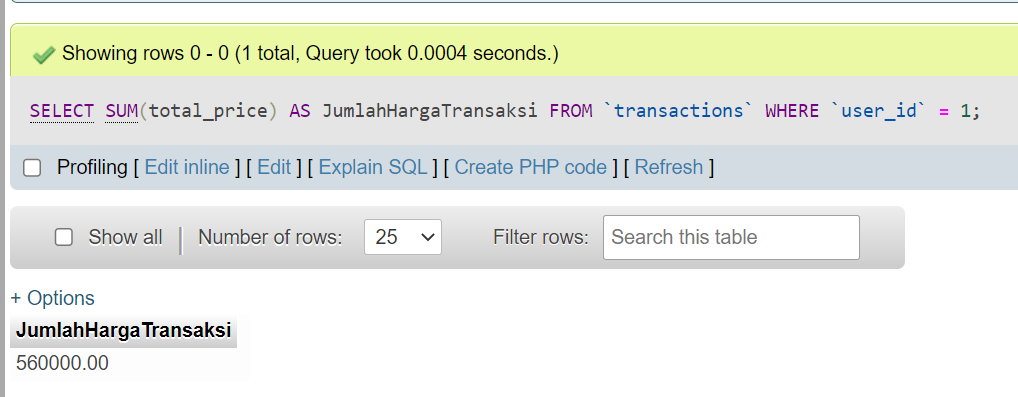 Showing rows 0 - 0 (1 total, Query took 0.0004 seconds.)
SELECT SUM(total_price) AS JumlahHargaTransaksi FROM `transactions` WHERE `user_id` = 1;
Profiling [ Edit inline ] [ Edit ] [ Explain SQL ] [ Create PHP code ] [ Refresh ]
Show all | Number of rows: 25 Filter rows: Search this table
+ Options
JumlahHargaTransaksi
560000.00